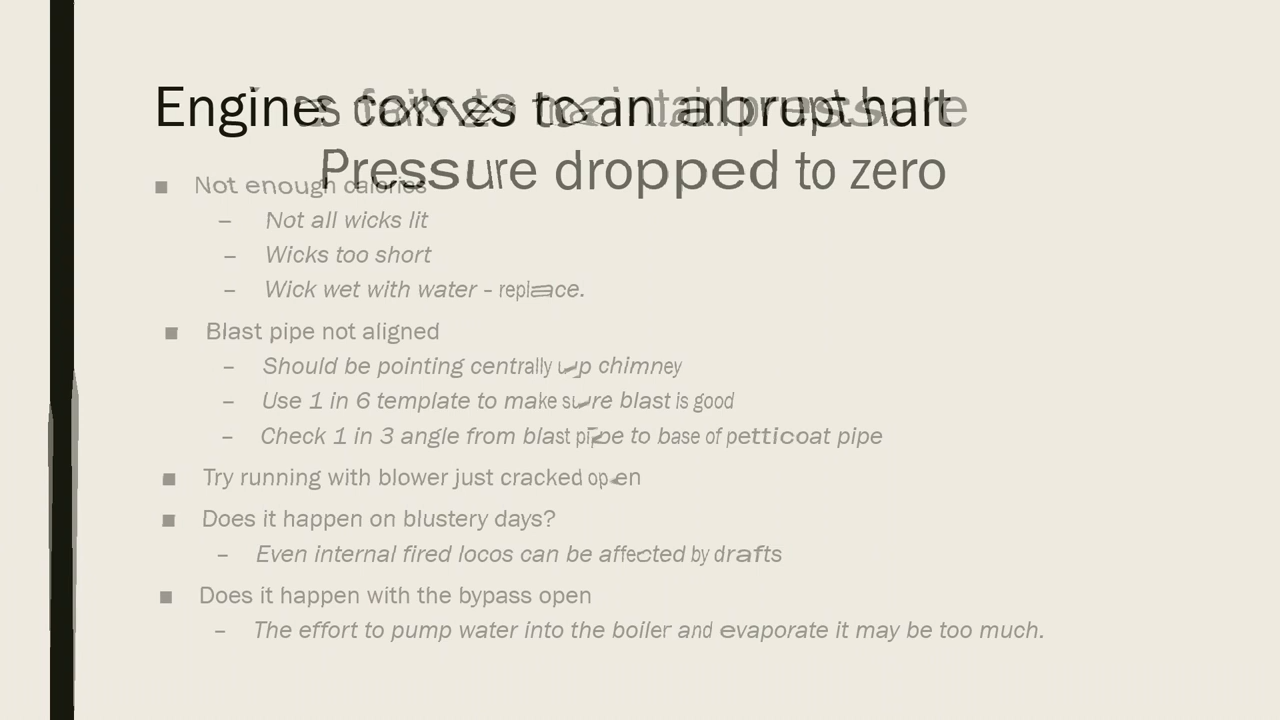 Engines comes to an abrupt halt
Pressure dropped to zero
■ Not enough calories
– Not all wicks lit
– Wicks too short
– Wick wet with water - replace.
■ Blast pipe not aligned
– Should be pointing centrally up chimney
– Use 1 in 6 template to make sure blast is good
– Check 1 in 3 angle from blast pipe to base of petticoat pipe
■ Try running with blower just cracked open
■ Does it happen on blustery days?
– Even internal fired locos can be affected by drafts
■ Does it happen with the bypass open
– The effort to pump water into the boiler and evaporate it may be too much.